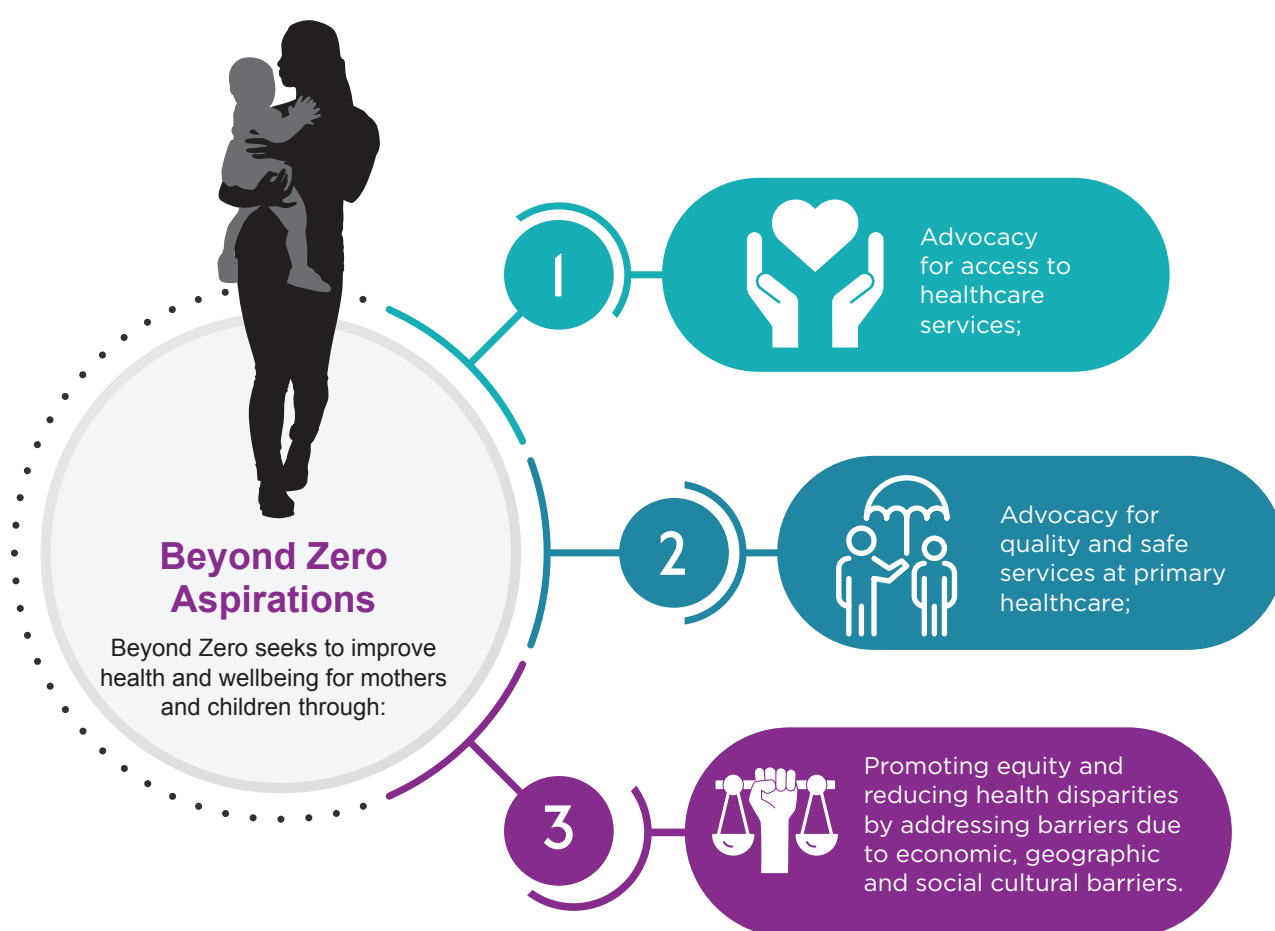 Beyond Zero
Aspirations
Beyond Zero seeks to improve
health and wellbeing for mothers
and children through:
1
Advocacy
for access to
healthcare
services;
2
Advocacy for
quality and safe
services at primary
healthcare;
3
Promoting equity and
reducing health disparities
by addressing barriers due
to economic, geographic
and social cultural barriers.